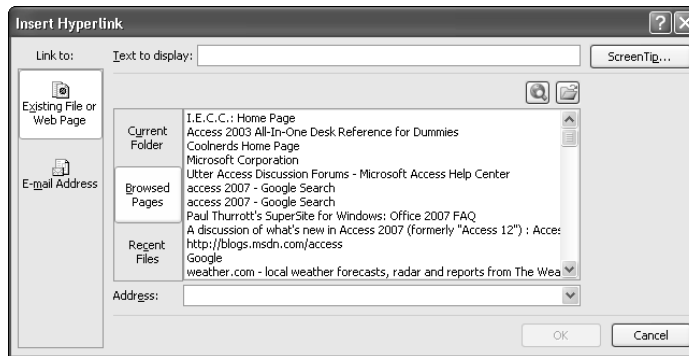 Insert Hyperlink
Link to:
Text to display:
ScreenTip...
Existing File or
Web Page
E-mail Address
Current
Folder
Browsed
Pages
Recent
Files
I.E.C.C.: Home Page
Access 2003 All-In-One Desk Reference for Dummies
Coolnerds Home Page
Microsoft Corporation
Utter Access Discussion Forums - Microsoft Access Help Center
access 2007 - Google Search
access 2007 - Google Search
Paul Thurrott's SuperSite for Windows: Office 2007 FAQ
A discussion of what's new in Access 2007 (formerly "Access 12") : Acce
http://blogs.msdn.com/access
Google
weather.com - local weather forecasts, radar and reports from The Wea
Address:
OK
Cancel